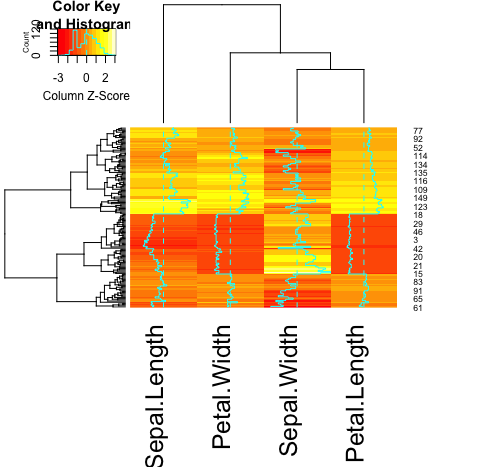 Color Key
and Histogram
Count
0 120
-3 0 2
Column Z-Score
77
92
52
114
134
135
116
109
149
123
18
29
46
3
42
20
21
15
83
91
65
61
Sepal.Length
Petal.Width
Sepal.Width
Petal.Length